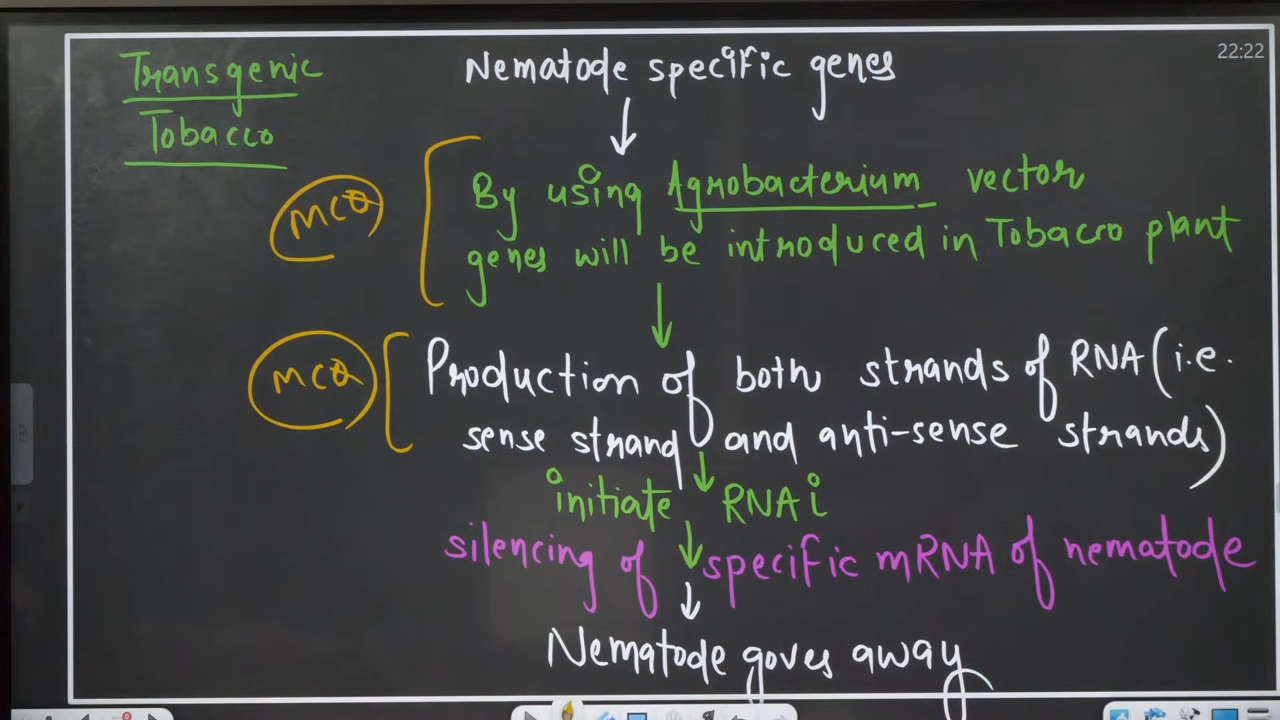 Transgenic
Tobacco
Nematode specific genes
22:22
MCQ
By using Agrobacterium vector
genes will be introduced in Tobacco plant
MCQ
Production of both strands of RNA (i.e.
sense strand and anti-sense strands)
initiate RNAi
silencing of specific mRNA of nematode
Nematode goves away